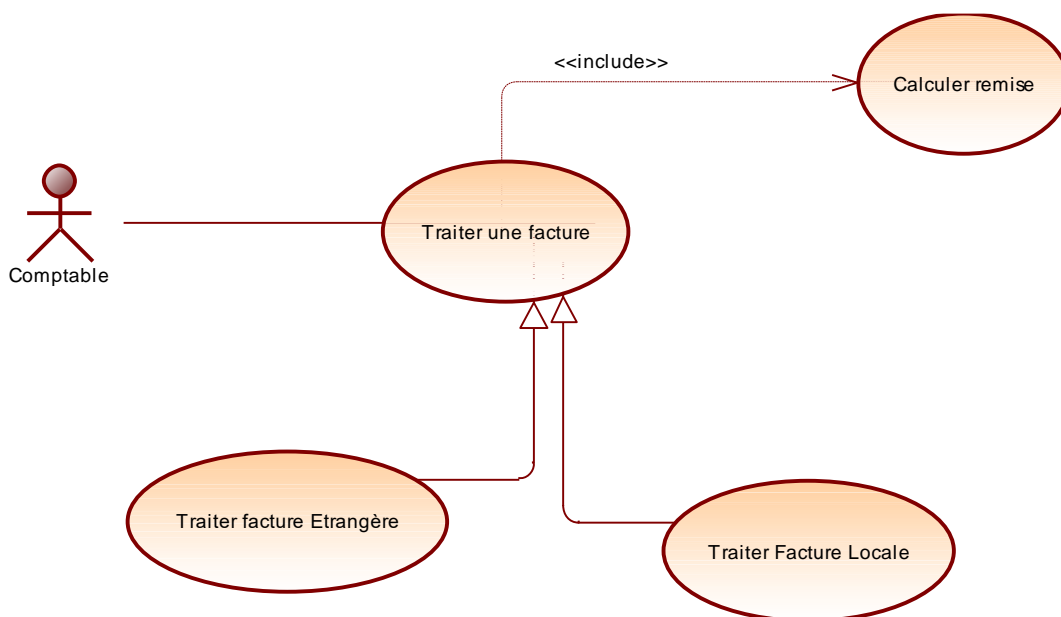 <<include>>
Calculer remise
Traiter une facture
Comptable
Traiter facture Etrangère
Traiter Facture Locale